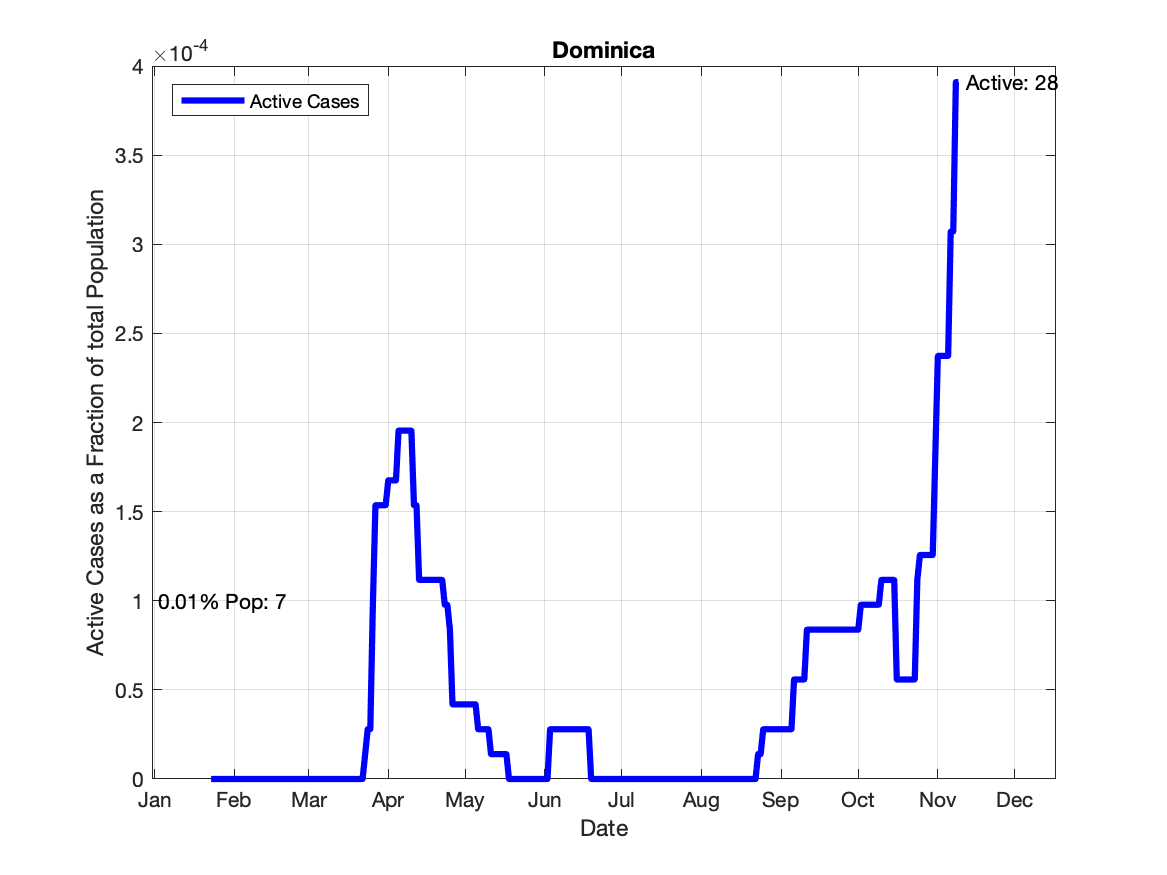 Dominica
×10-4
4
3.5
3
2.5
2
1.5
1
0.5
0
Active Cases as a Fraction of total Population
Active Cases
Active: 28
0.01% Pop: 7
Jan Feb Mar Apr May Jun Jul Aug Sep Oct Nov Dec
Date